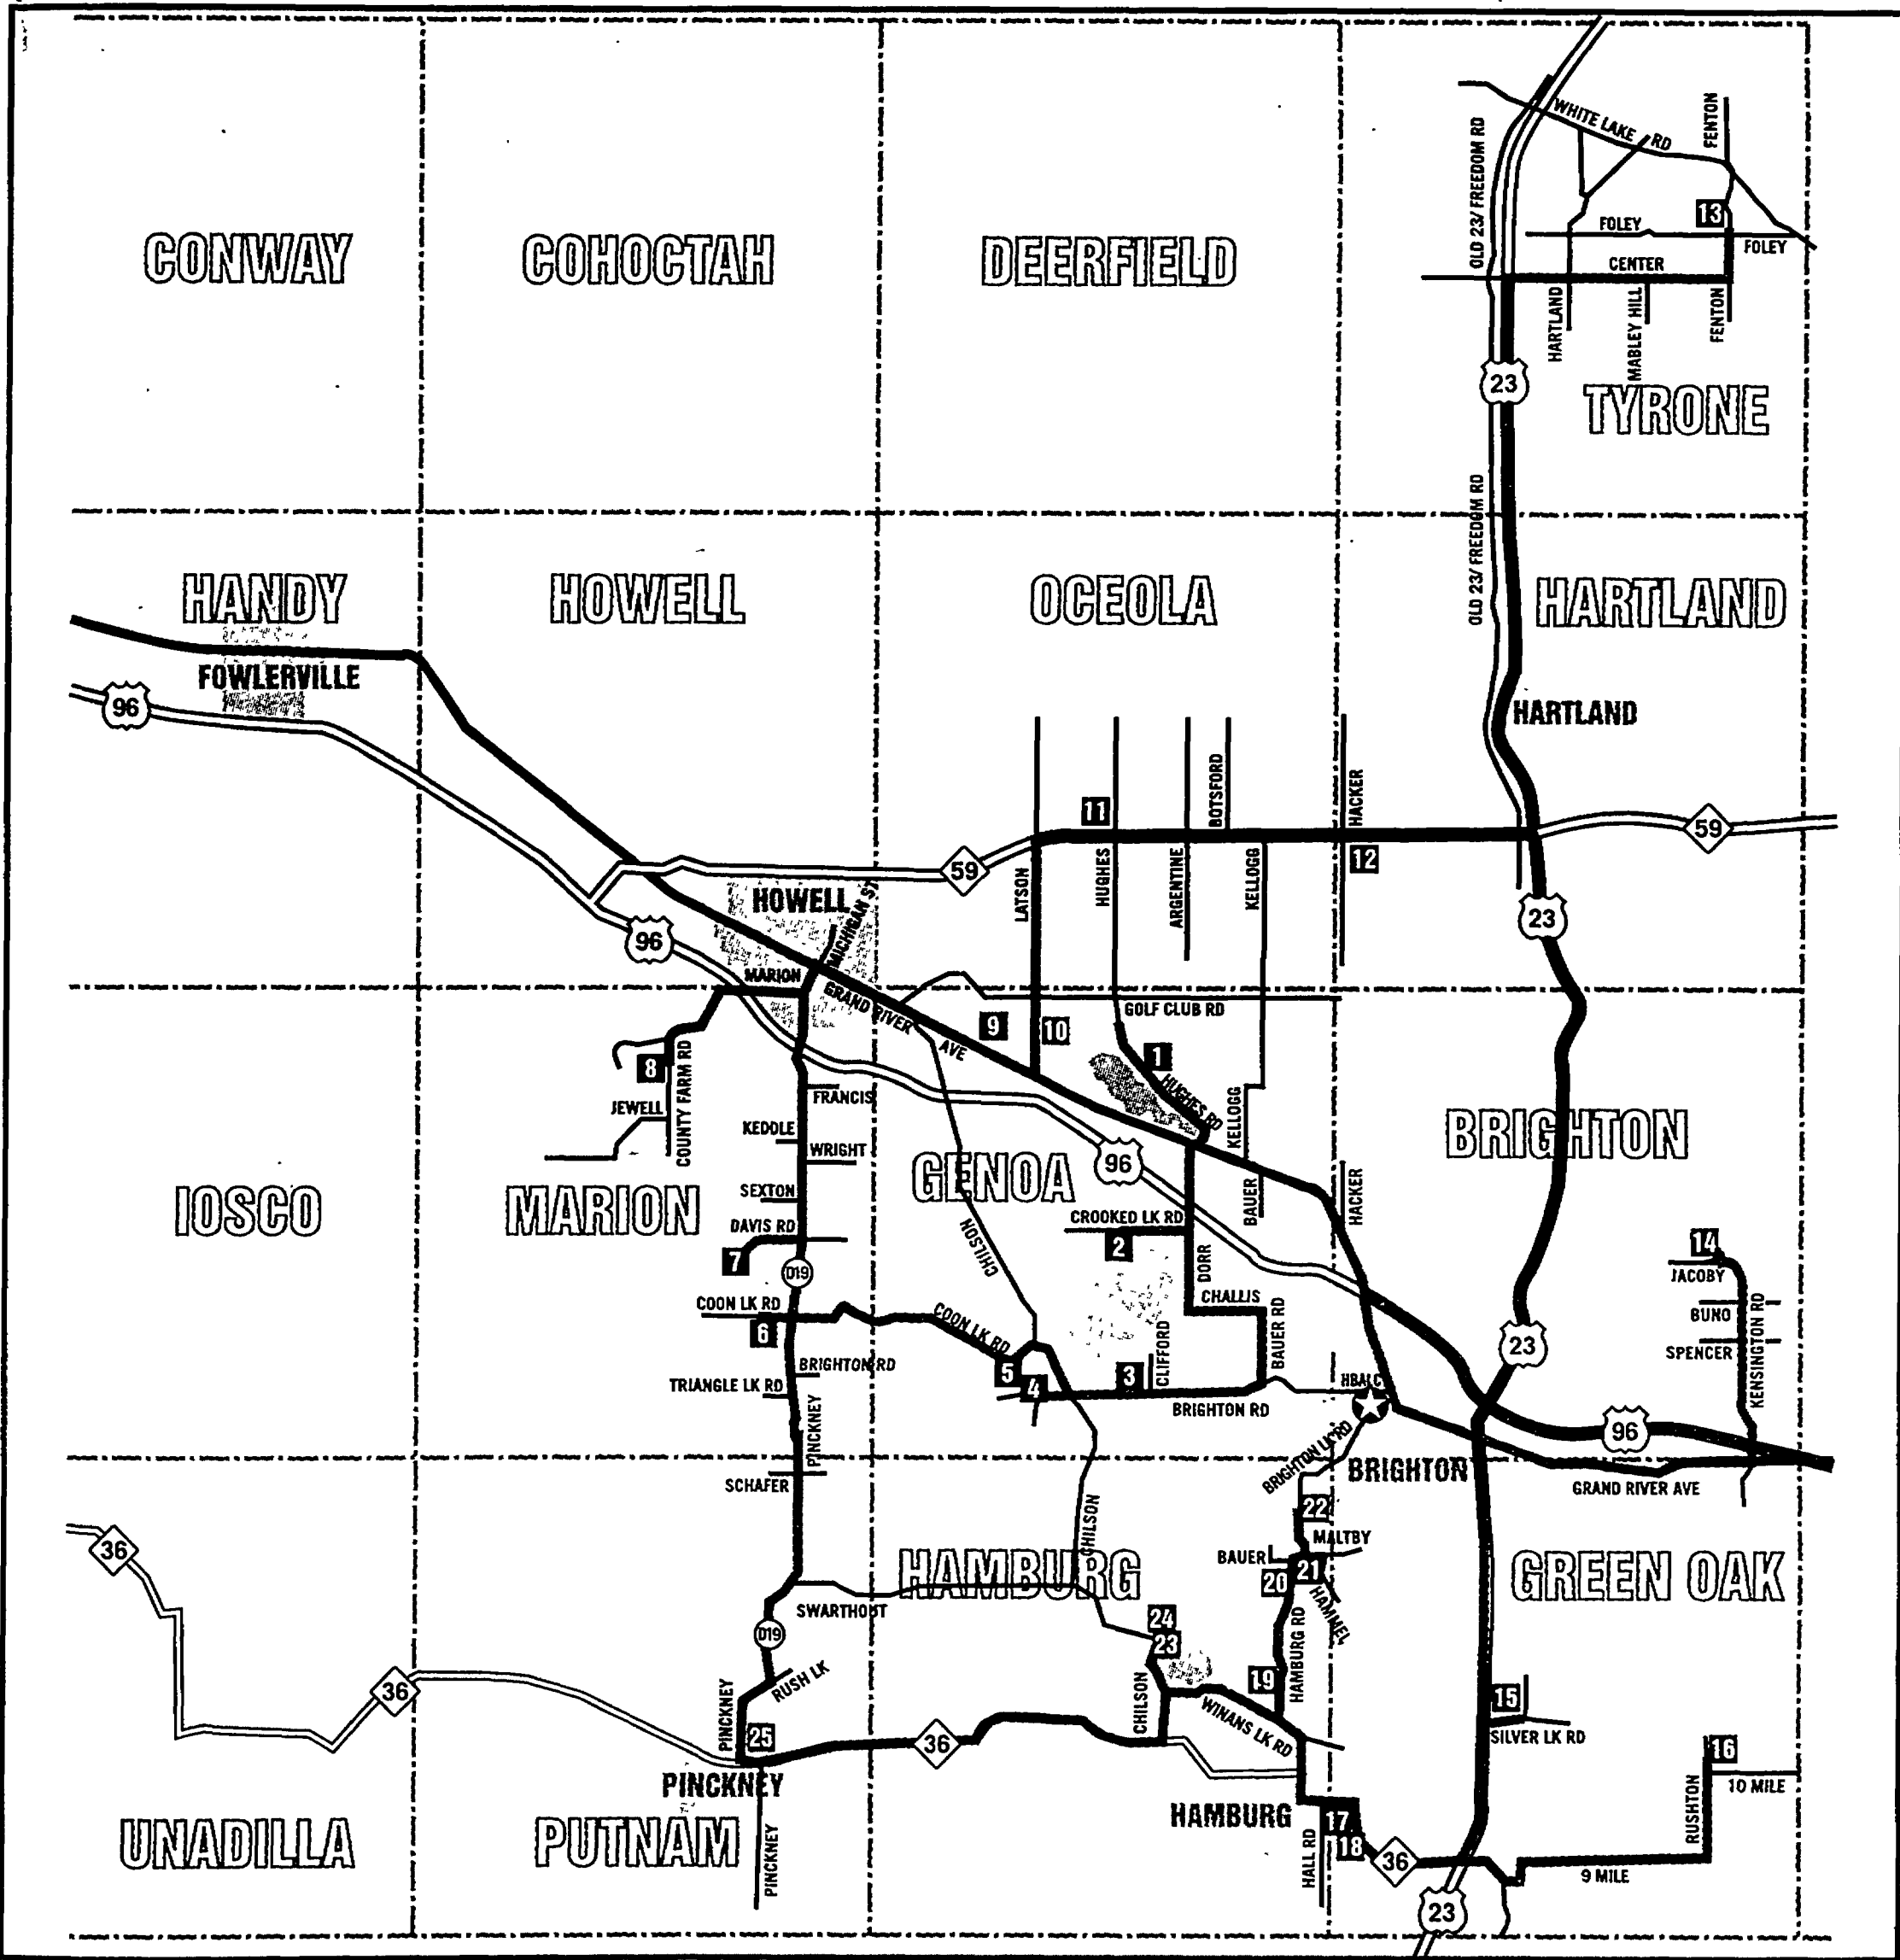 WHITE LAKE RD
FENTON
OLD 23/ FREEDOM RD
13
CONWAY
COHOCTAH
DEERFIELD
FOLEY
FOLEY
CENTER
HARTLAND
MABLEY HILL
FENTON
23
TYRONE
OLD 23/ FREEDOM RD
HANDY
HOWELL
OCEOLA
HARTLAND
FOWLERVILLE
96
HARTLAND
BOTSFORD
HACKER
11
59
59
HOWELL
MICHIGAN ST
LATSON
HUGHES
ARGENTINE
KELLOGG
12
23
96
MARION
GRAND RIVER
AVE
GOLF CLUB RD
9
10
8
COUNTY FARM RD
1
HUGHES RD
JEWELL
FRANCIS
KEDDLE
WRIGHT
KELLOGG
BRIGHTON
96
GENOA
IOSCO
MARION
SEXTON
DAVIS RD
7
D19
CHILSON
CROOKED LK RD
2
DORR
BAUER
HACKER
14
JACOBY
BUNO
SPENCER
KENSINGTON RD
COON LK RD
6
COON LK RD
CHALLIS
BAUER RD
CLIFFORD
23
BRIGHTON RD
TRIANGLE LK RD
5
4
3
HBALC
BRIGHTON RD
PINCKNEY
96
BRIGHTON LK RD
BRIGHTON
GRAND RIVER AVE
SCHAFER
CHILSON
22
MALTBY
36
HAMBURG
BAUER
21
20
HAMMEL
GREEN OAK
SWARTHOUT
D19
24
23
HAMBURG RD
RUSH LK
36
PINCKNEY
25
CHILSON
19
WINANS LK RD
15
SILVER LK RD
36
16
10 MILE
RUSHTON
PINCKNEY
UNADILLA
PUTNAM
PINCKNEY
HAMBURG
17
18
HALL RD
36
9 MILE
23